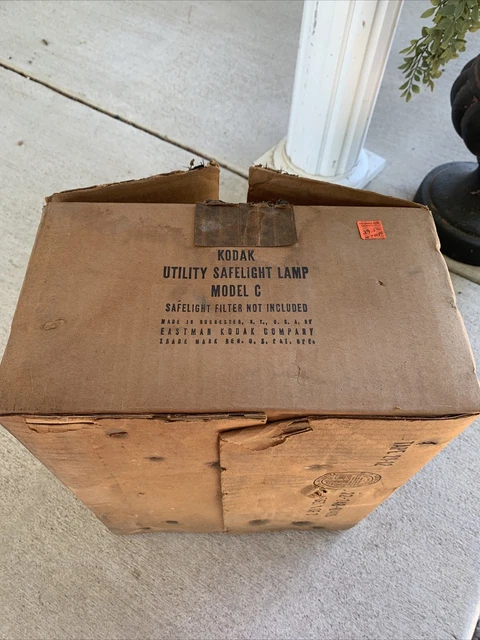 KODAK
UTILITY SAFELIGHT LAMP
MODEL C
SAFELIGHT FILTER NOT INCLUDED
MADE IN ROCHESTER, N. Y., U. S. A. BY
EASTMAN KODAK COMPANY
TRADE MARK REG. U. S. PAT. OFF.